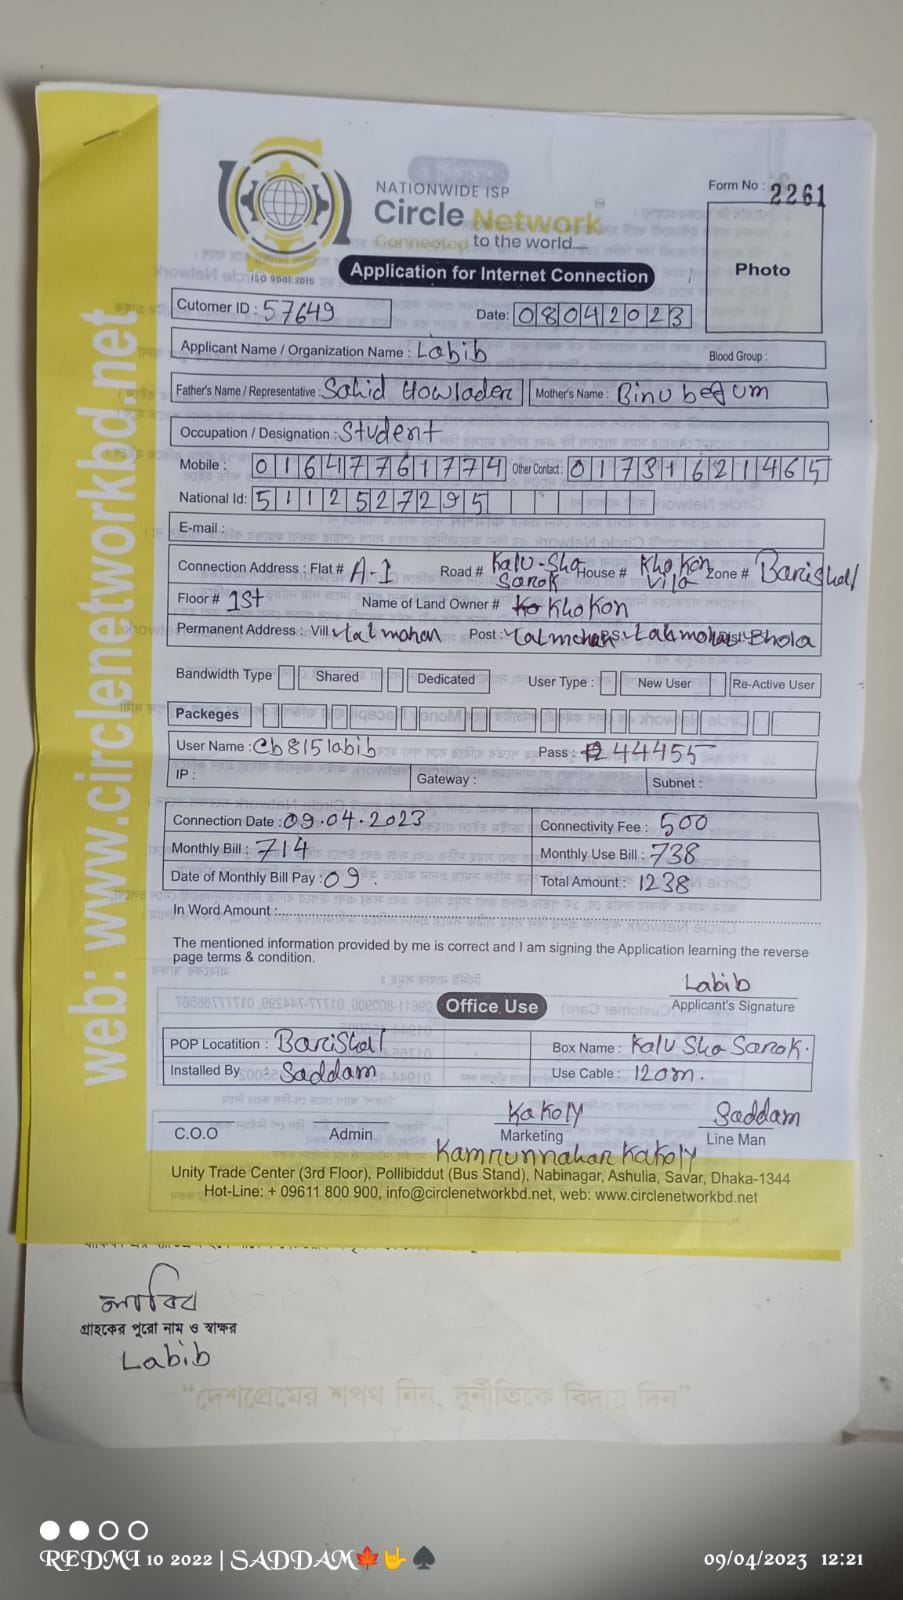 NATIONWIDE ISP
Circle Network
Connected to the world.....
ISO 9001:2015
Form No : 2261
Photo
Application for Internet Connection
web: www.circlenetworkbd.net
Cutomer ID : 57649 Date: 08042023
Applicant Name / Organization Name : Labib Blood Group :
Father's Name / Representative : Sahid Howlader Mother's Name : Binu begum
Occupation / Designation : Student
Mobile : 01647761774 Other Contact : 01731621465
National Id: 5112527295
E-mail :
Connection Address : Flat # A-1 Road # Kalu-Sha Sarok House # Khokon Vila Zone # Barishal
Floor # 1st Name of Land Owner # Khokon
Permanent Address : Vill Lalmohan Post : Lalmohan P.S: Lalmohan Dist: Bhola
Bandwidth Type Shared Dedicated User Type : New User Re-Active User
Packeges
User Name : Cb815labib Pass : 44455
IP : Gateway : Subnet :
Connection Date : 09.04.2023 Connectivity Fee : 500
Monthly Bill : 714 Monthly Use Bill : 738
Date of Monthly Bill Pay : 09. Total Amount : 1238
In Word Amount :
The mentioned information provided by me is correct and I am signing the Application learning the reverse
page terms & condition.
Labib
Applicant's Signature
Office Use
POP Locatition : Barishal Box Name : Kalu Sha Sarok.
Installed By : Saddam Use Cable : 120m.
Kakoly Saddam
C.O.O Admin Marketing Line Man
Kamrunnahar Kakoly
Unity Trade Center (3rd Floor), Pollibiddut (Bus Stand), Nabinagar, Ashulia, Savar, Dhaka-1344
Hot-Line: + 09611 800 900, info@circlenetworkbd.net, web: www.circlenetworkbd.net
লাবিব
গ্রাহকের পুরো নাম ও স্বাক্ষর
Labib
“দেশপ্রেমের শপথ নিন, দুর্নীতিকে বিদায় দিন”
REDMI 10 2022 | SADDAM🍁🤟♠
09/04/2023 12:21